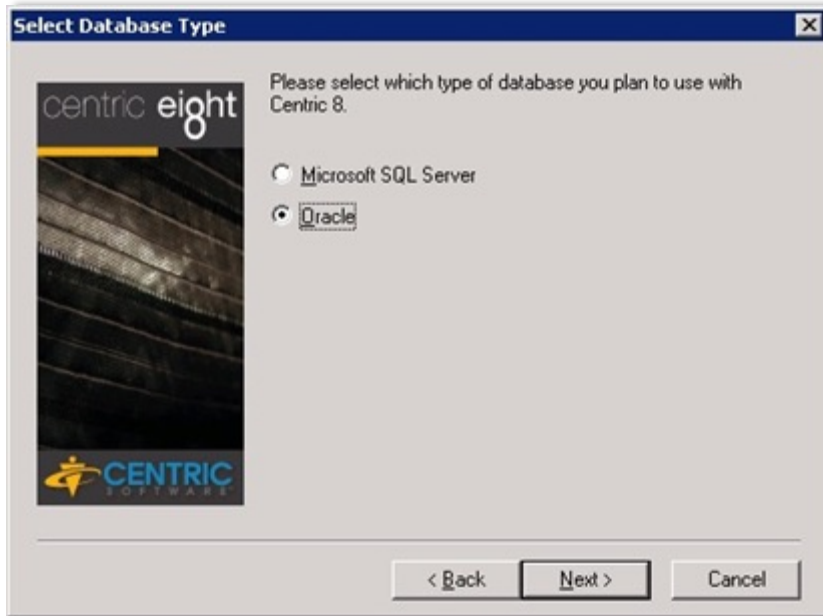 Select Database Type
centric eight
8
Please select which type of database you plan to use with
Centric 8.
Microsoft SQL Server
Oracle
CENTRIC
SOFTWARE
< Back
Next >
Cancel